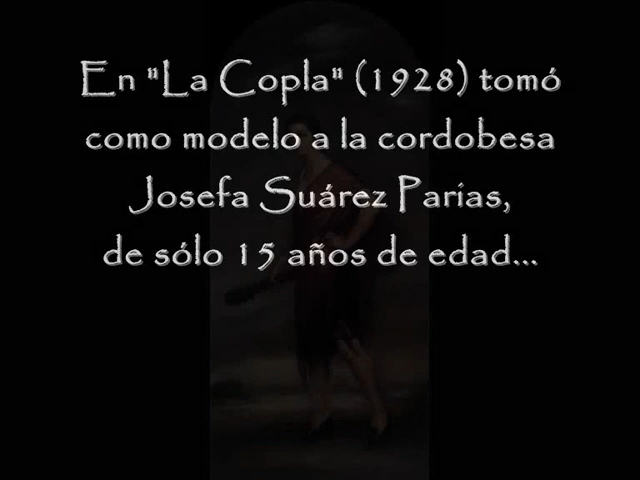 En "La Copla" (1928) tomó
como modelo a la cordobesa
Josefa Suárez Parias,
de sólo 15 años de edad...